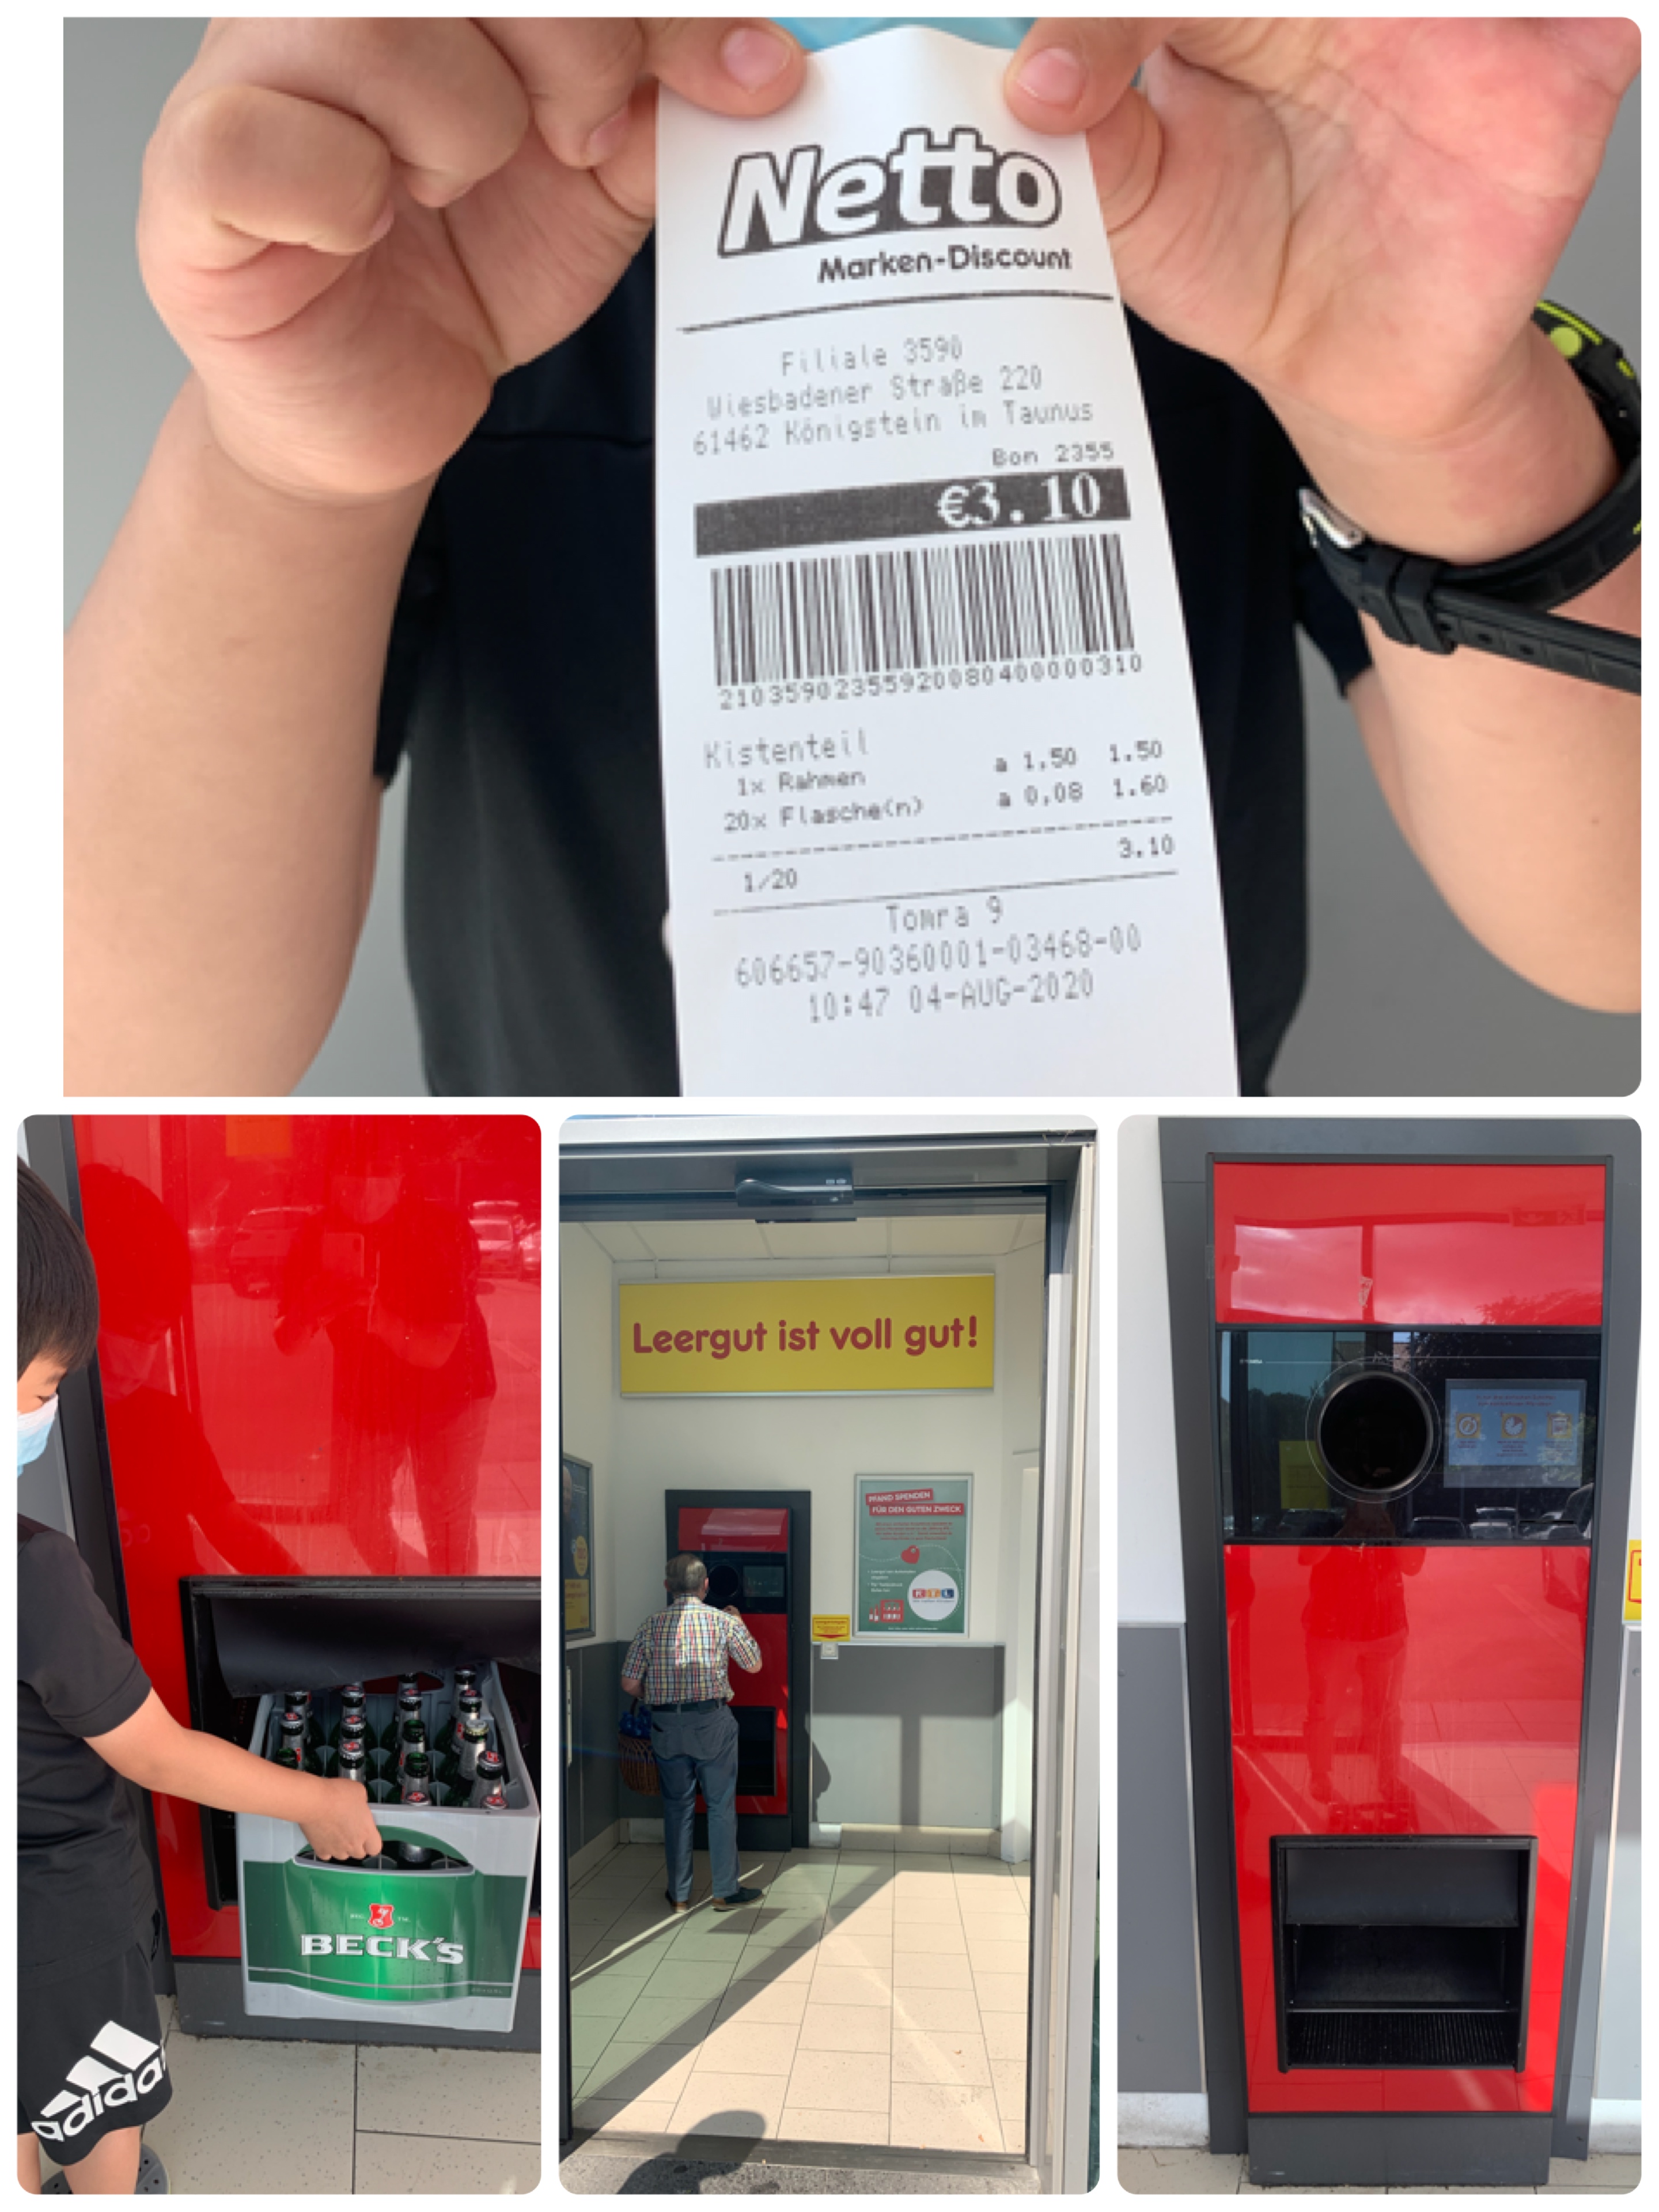 Netto
Marken-Discount
Filiale 3590
Wiesbadener Straße 220
61462 Königstein im Taunus
Bon 2355
€3.10
2103590235592008040000310
Kistenteil
1x Rahmen a 1,50 1.50
20x Flasche(n) a 0,08 1.60
3.10
1/20
Tomra 9
606657-90360001-03468-00
10:47 04-AUG-2020
BECK'S
adidas
Leergut ist voll gut!
PFAND SPENDEN
FÜR DEN GUTEN ZWECK